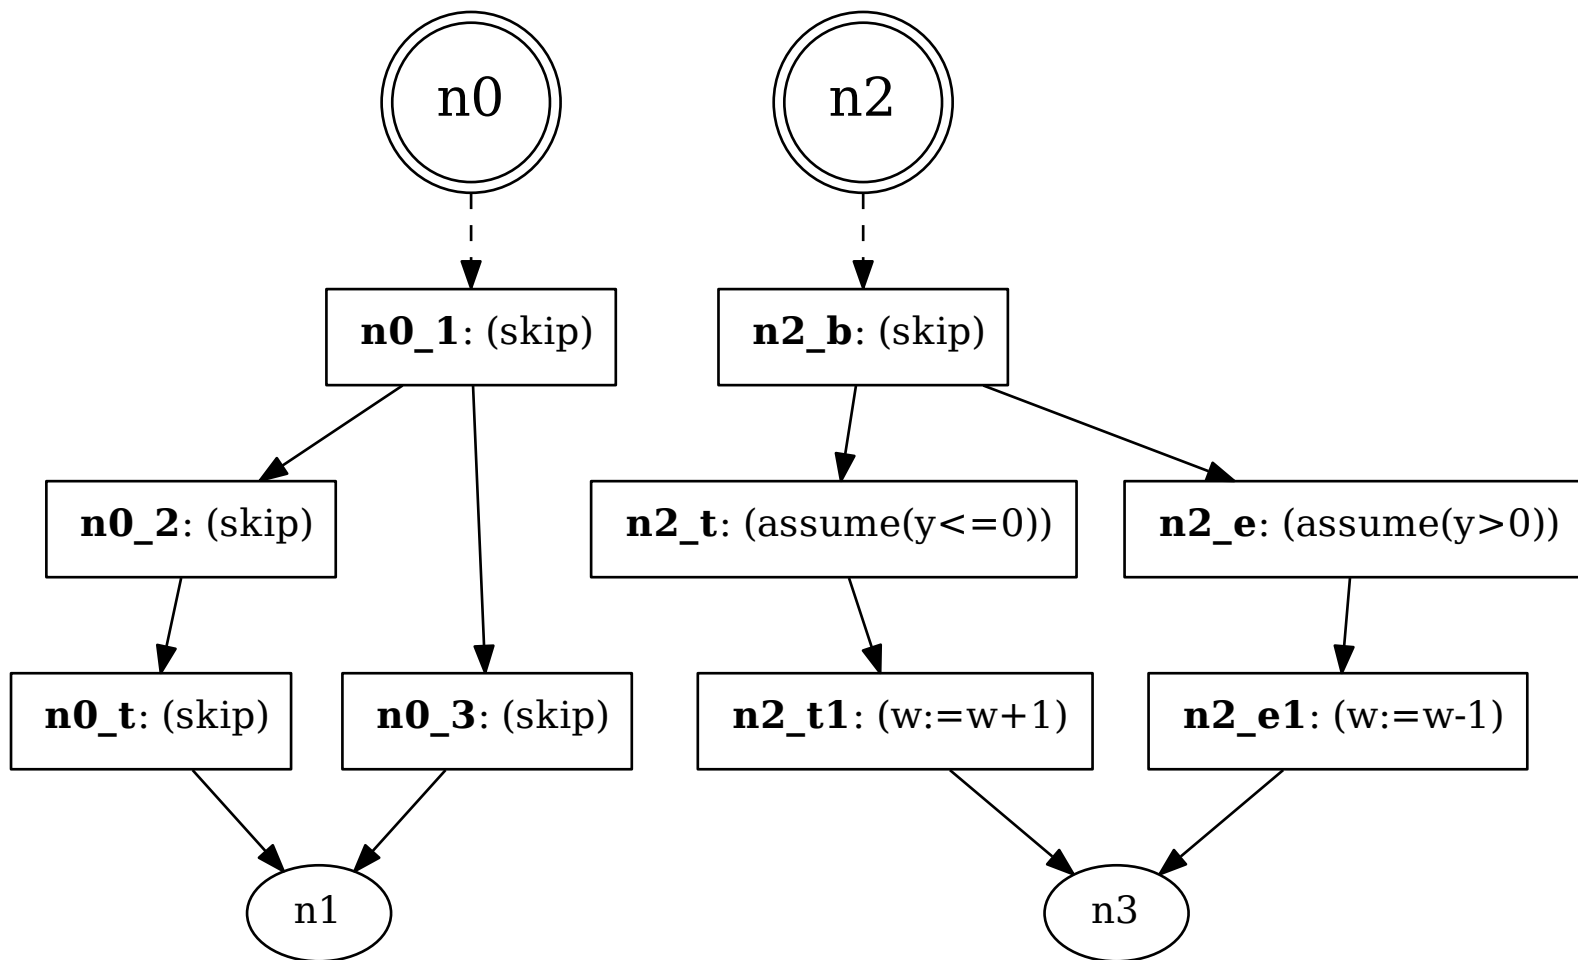 n0
n2
n0_1: (skip)
n2_b: (skip)
n0_2: (skip)
n2_t: (assume(y<=0))
n2_e: (assume(y>0))
n0_t: (skip)
n0_3: (skip)
n2_t1: (w:=w+1)
n2_e1: (w:=w-1)
n1
n3